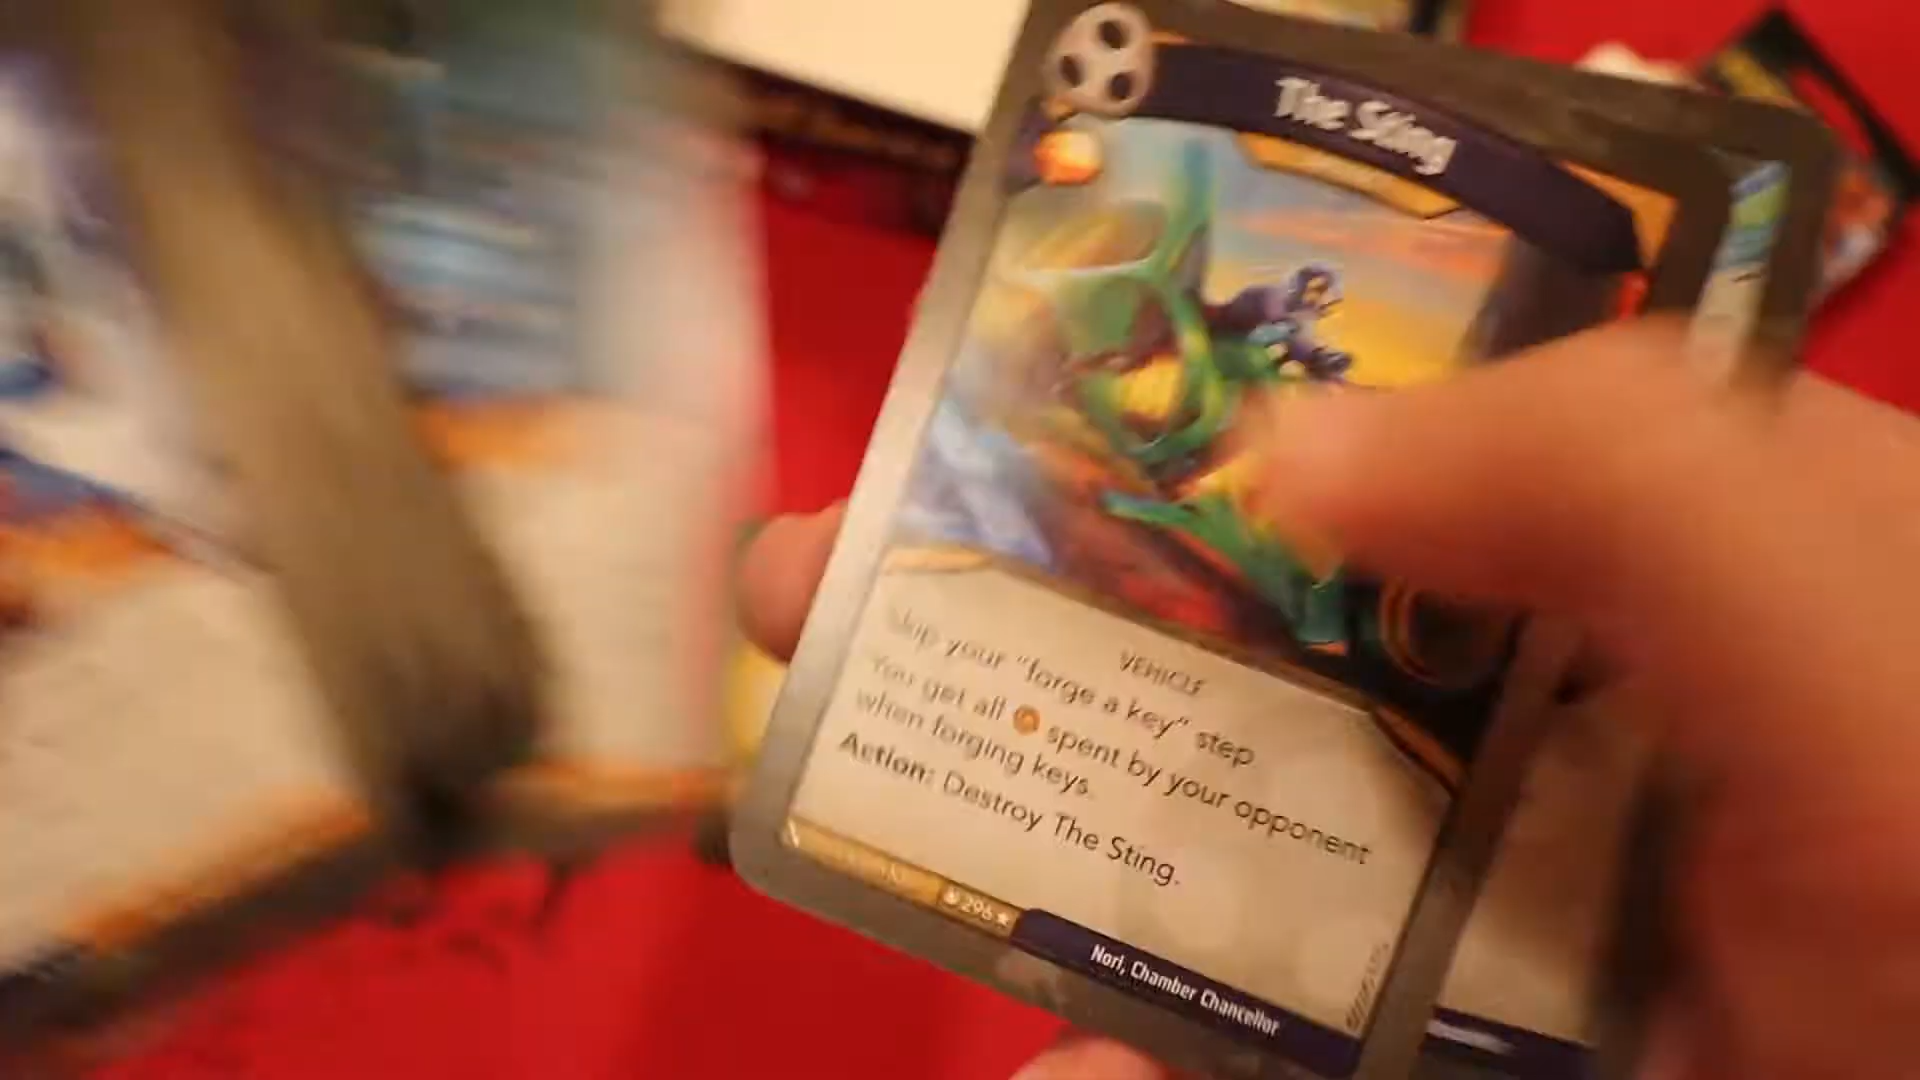 The Sting
VEHICLE
Skip your "forge a key" step
You get all spent by your opponent
when forging keys.
Action: Destroy The Sting.
296
Nori, Chamber Chancellor